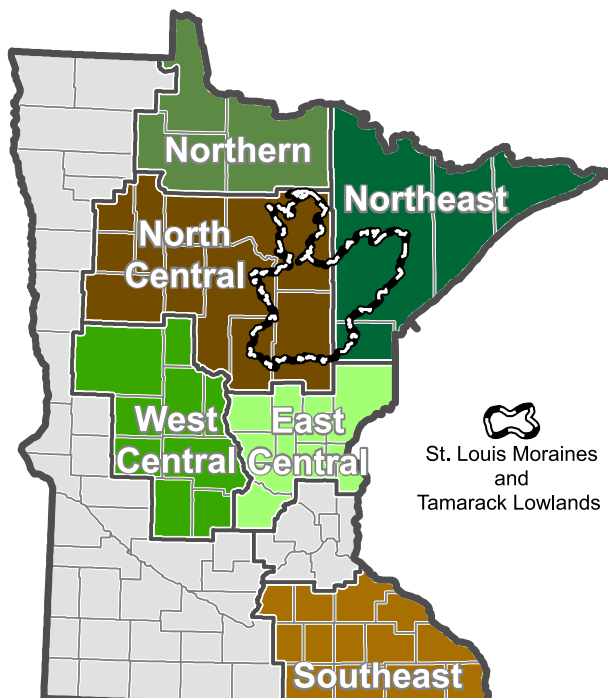 Northern
Northeast
North
Central
West
Central
East
Central
St. Louis Moraines
and
Tamarack Lowlands
Southeast